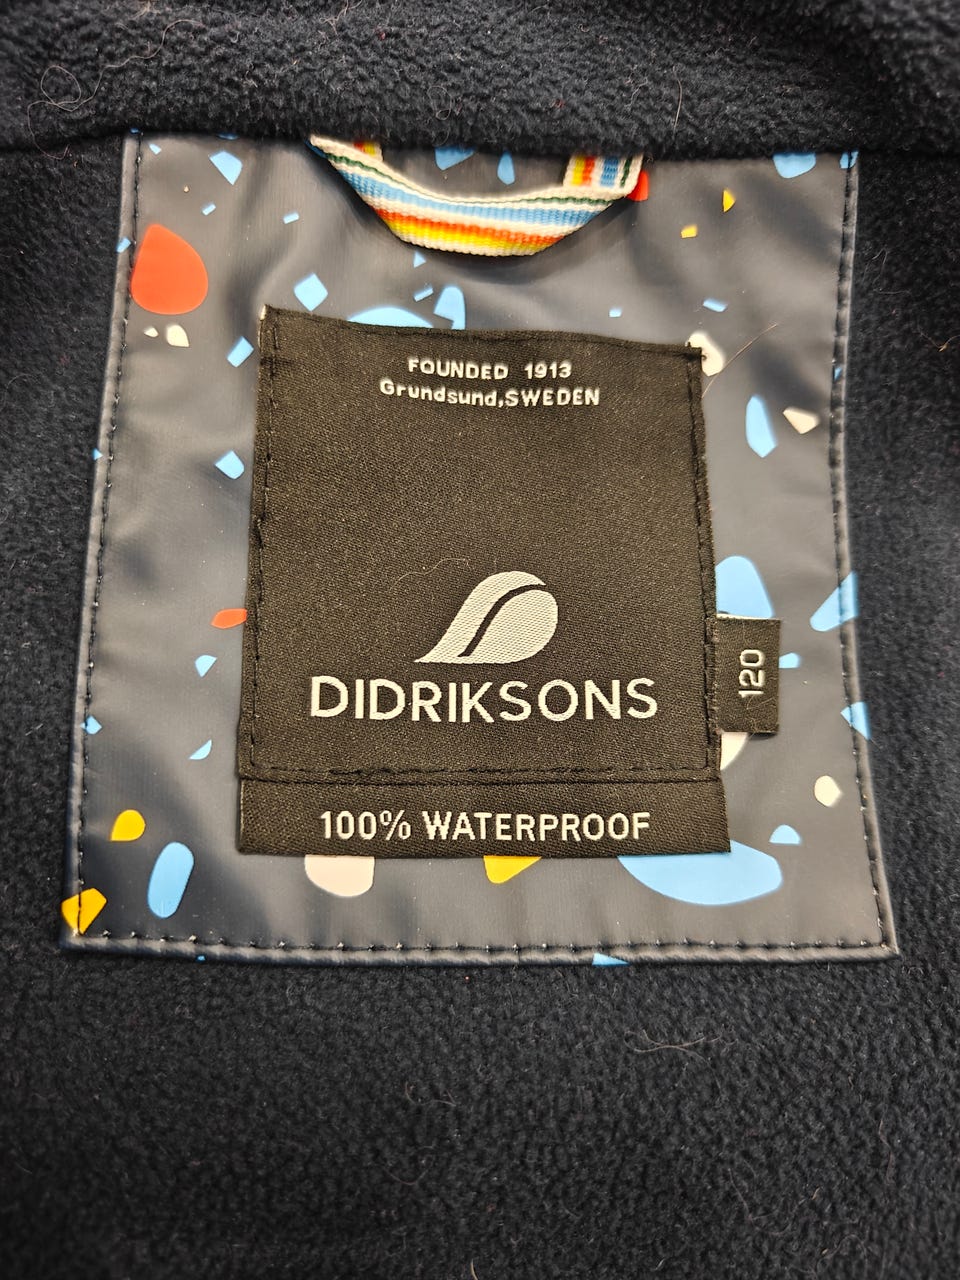 FOUNDED 1913
Grundsund,SWEDEN
DIDRIKSONS
120
100% WATERPROOF